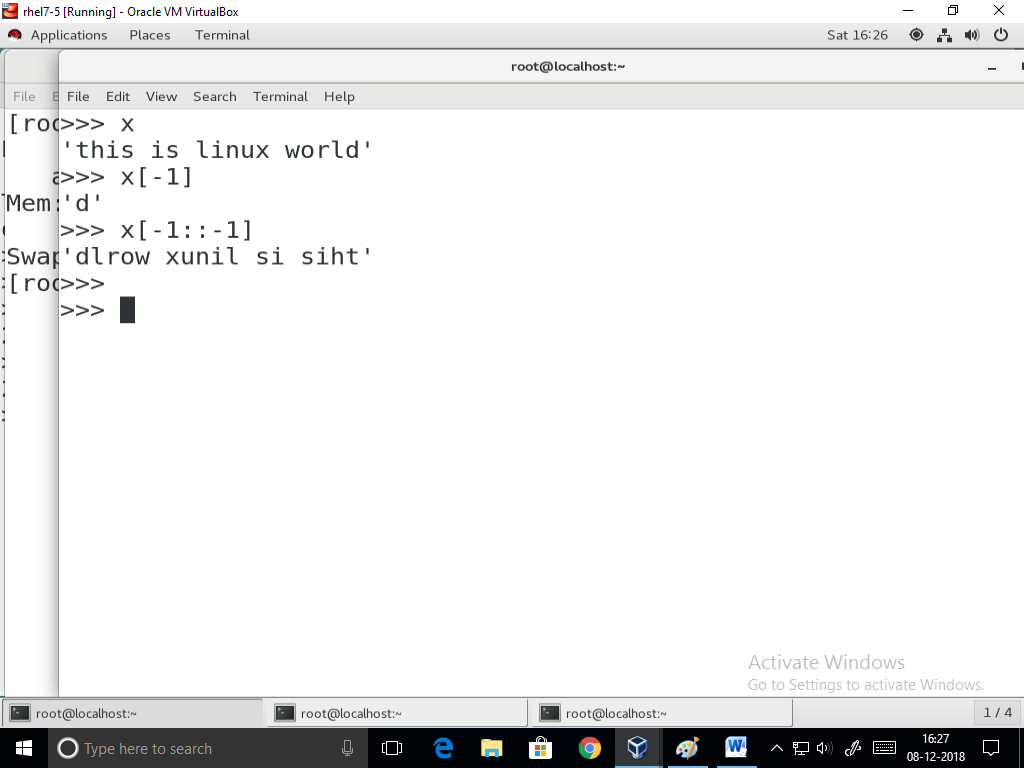 rhel7-5 [Running] - Oracle VM VirtualBox
Applications Places Terminal Sat 16:26
root@localhost:~
File
File Edit View Search Terminal Help
>>> x
'this is linux world'
>>> x[-1]
Mem:
'd'
>>> x[-1::-1]
Swap
'dlrow xunil si siht'
>>>
>>>
Activate Windows
Go to Settings to activate Windows.
root@localhost:~ root@localhost:~ root@localhost:~ 1 / 4
Type here to search
16:27
08-12-2018